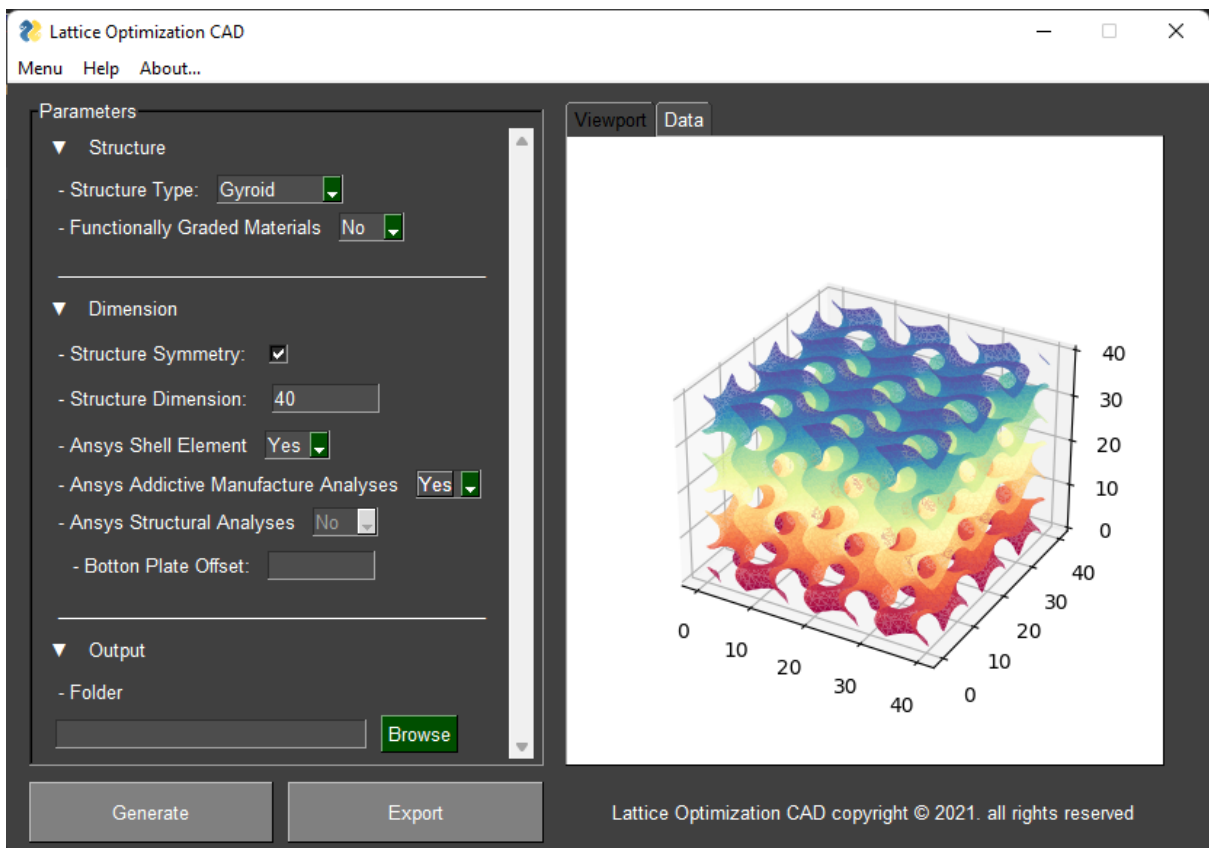 Lattice Optimization CAD
Menu Help About...
Parameters
Structure
- Structure Type: Gyroid
- Functionally Graded Materials No
Dimension
- Structure Symmetry:
- Structure Dimension: 40
- Ansys Shell Element Yes
- Ansys Addictive Manufacture Analyses Yes
- Ansys Structural Analyses No
- Botton Plate Offset:
Output
- Folder
Browse
Generate Export
Viewport Data
40
30
20
10
0
40
30
20
10
0
0
10
20
30
40
Lattice Optimization CAD copyright © 2021. all rights reserved